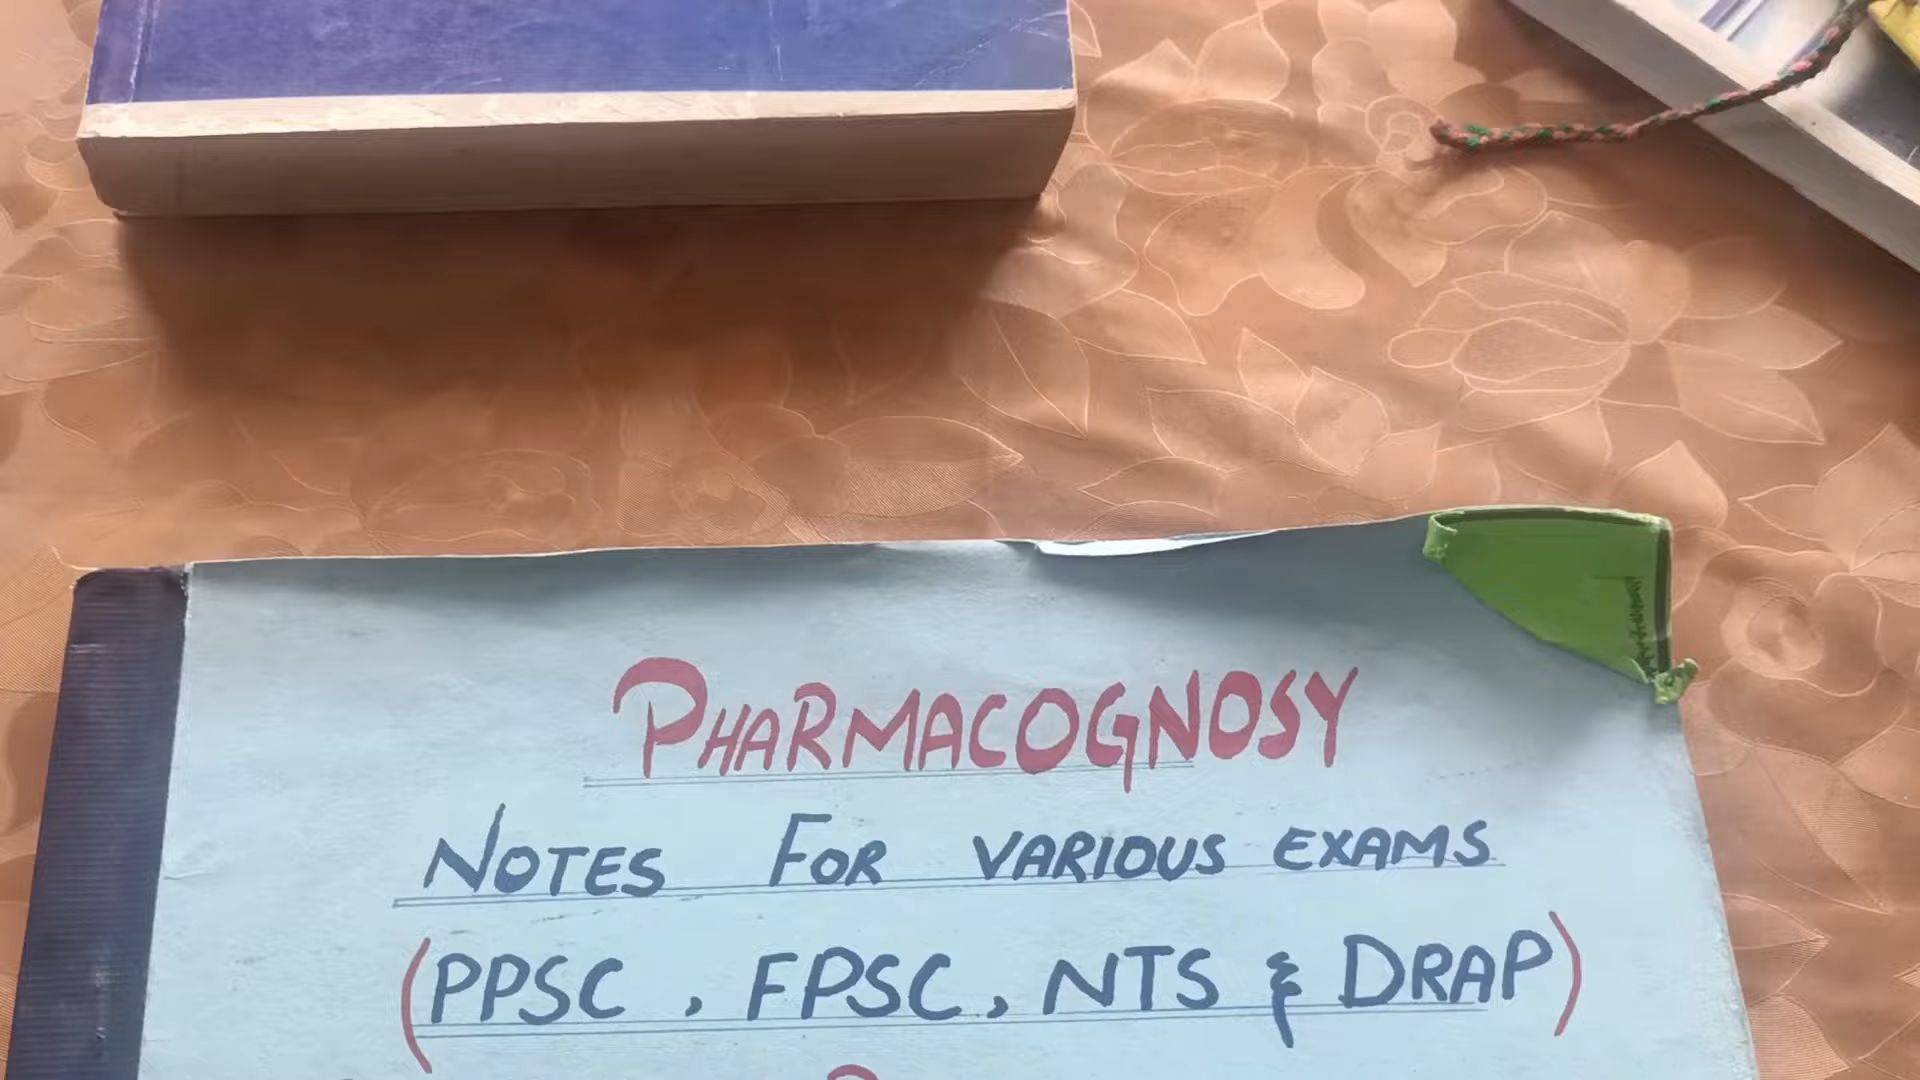 PHARMACOGNOSY
NOTES FOR VARIOUS EXAMS
(PPSC, FPSC, NTS & DRAP)